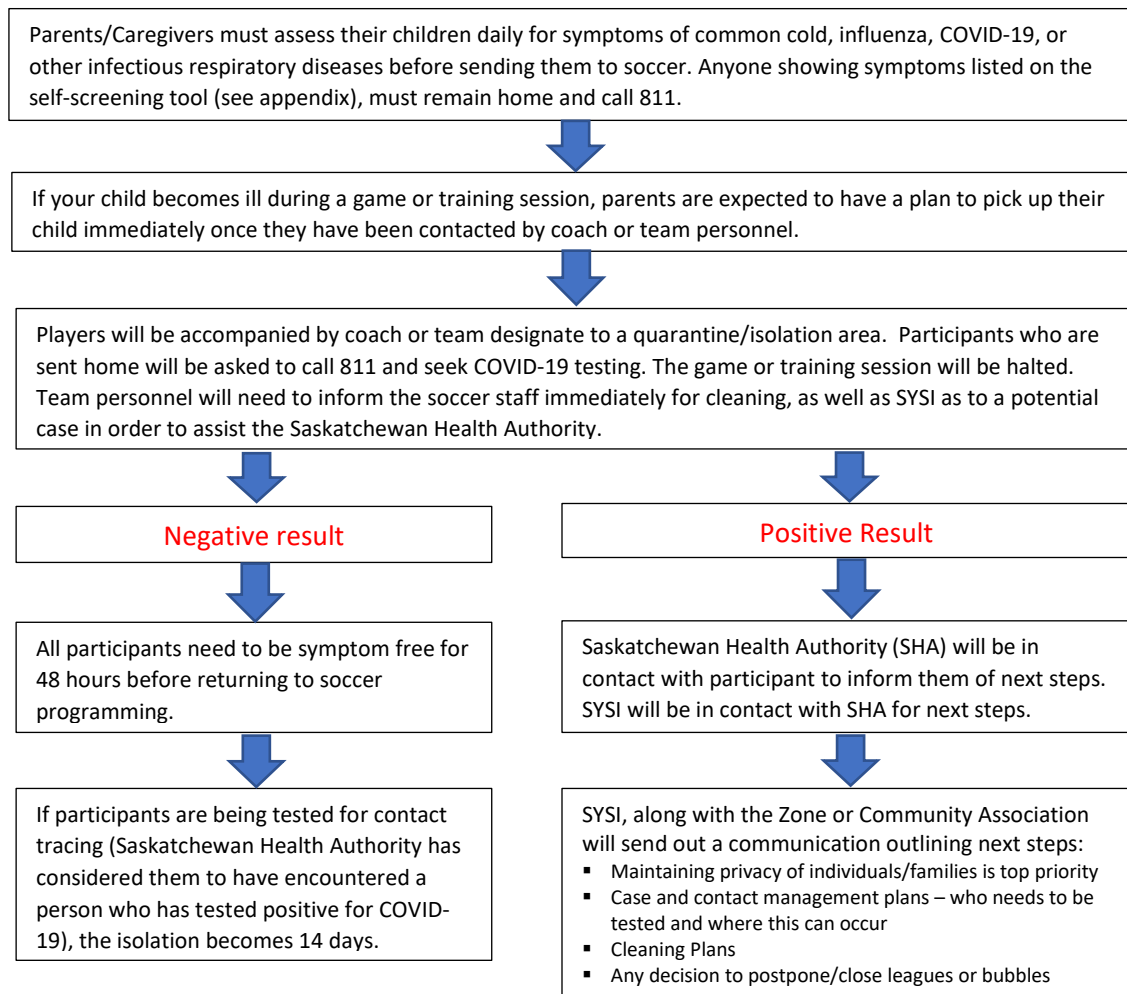 Parents/Caregivers must assess their children daily for symptoms of common cold, influenza, COVID-19, or
other infectious respiratory diseases before sending them to soccer. Anyone showing symptoms listed on the
self-screening tool (see appendix), must remain home and call 811.
If your child becomes ill during a game or training session, parents are expected to have a plan to pick up their
child immediately once they have been contacted by coach or team personnel.
Players will be accompanied by coach or team designate to a quarantine/isolation area.  Participants who are
sent home will be asked to call 811 and seek COVID-19 testing. The game or training session will be halted.
Team personnel will need to inform the soccer staff immediately for cleaning, as well as SYSI as to a potential
case in order to assist the Saskatchewan Health Authority.
Negative result
All participants need to be symptom free for
48 hours before returning to soccer
programming.
If participants are being tested for contact
tracing (Saskatchewan Health Authority has
considered them to have encountered a
person who has tested positive for COVID-
19), the isolation becomes 14 days.
Positive Result
Saskatchewan Health Authority (SHA) will be in
contact with participant to inform them of next steps.
SYSI will be in contact with SHA for next steps.
SYSI, along with the Zone or Community Association
will send out a communication outlining next steps:
▪ Maintaining privacy of individuals/families is top priority
▪ Case and contact management plans – who needs to be
tested and where this can occur
▪ Cleaning Plans
▪ Any decision to postpone/close leagues or bubbles